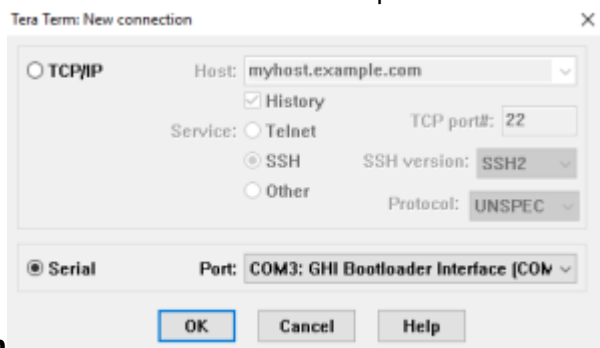 Tera Term: New connection
TCP/IP Host: myhost.example.com
History
Service: Telnet TCP port#: 22
SSH SSH version: SSH2
Other Protocol: UNSPEC
Serial Port: COM3: GHI Bootloader Interface (COM
OK Cancel Help